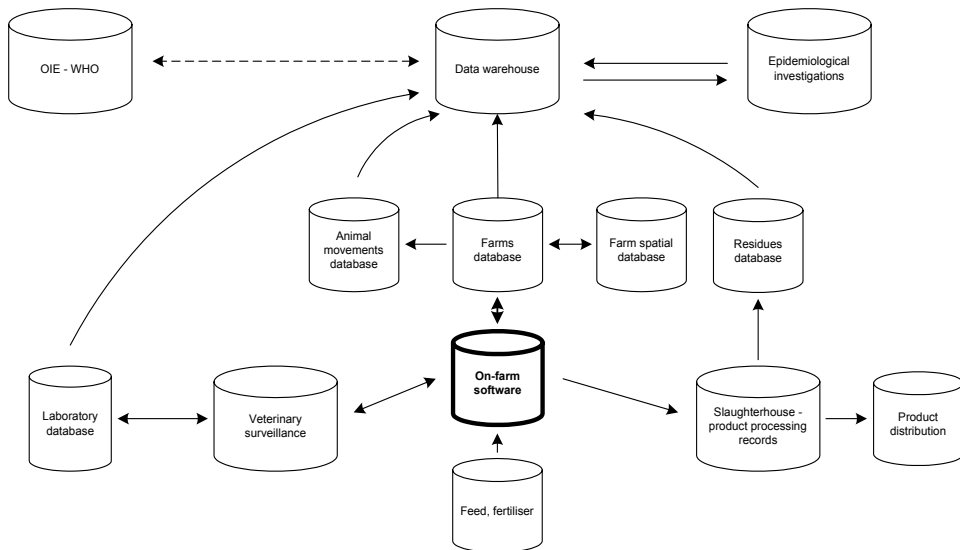 OIE - WHO
Data warehouse
Epidemiological
investigations
Animal
movements
database
Farms
database
Farm spatial
database
Residues
database
On-farm
software
Laboratory
database
Veterinary
surveillance
Slaughterhouse -
product processing
records
Product
distribution
Feed, fertiliser